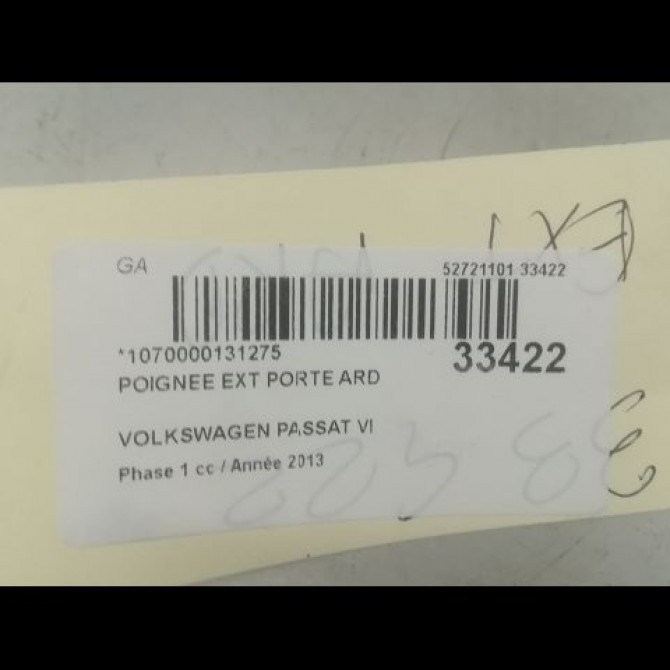 GA
52721101 33422
*1070000131275
33422
POIGNEE EXT PORTE ARD
VOLKSWAGEN PASSAT VI
Phase 1 cc / Année 2013